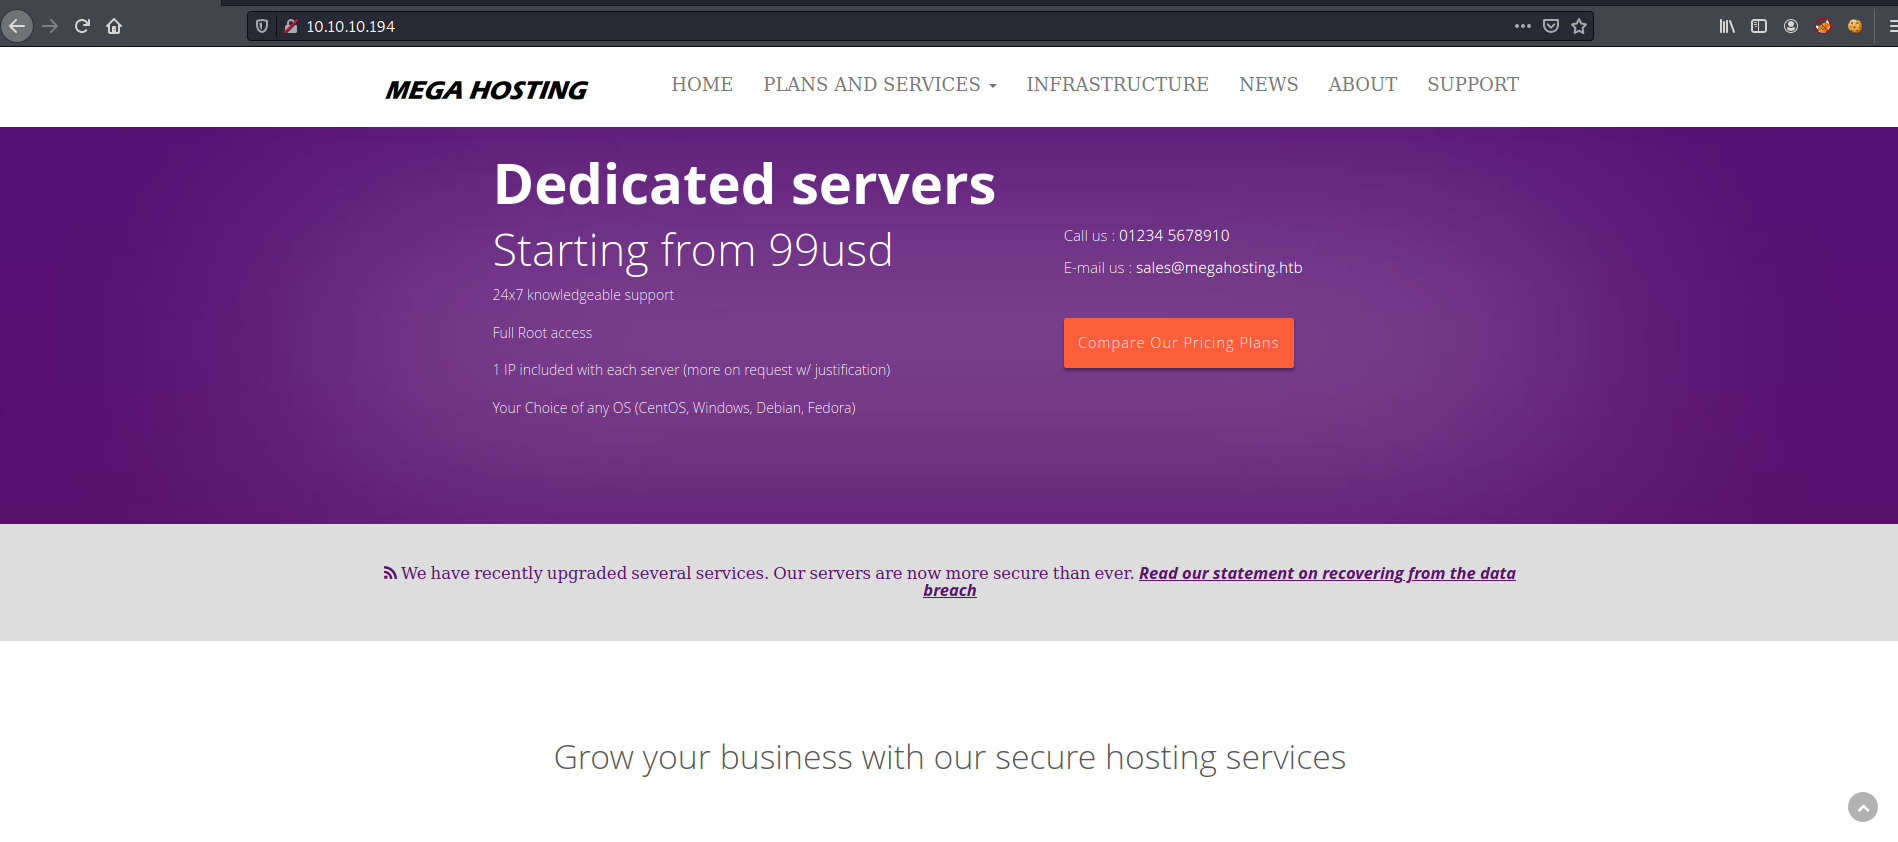 10.10.10.194
MEGA HOSTING
HOME PLANS AND SERVICES INFRASTRUCTURE NEWS ABOUT SUPPORT
Dedicated servers
Starting from 99usd
24x7 knowledgeable support
Full Root access
1 IP included with each server (more on request w/ justification)
Your Choice of any OS (CentOS, Windows, Debian, Fedora)
Call us : 01234 5678910
E-mail us : sales@megahosting.htb
Compare Our Pricing Plans
We have recently upgraded several services. Our servers are now more secure than ever. Read our statement on recovering from the data
breach
Grow your business with our secure hosting services